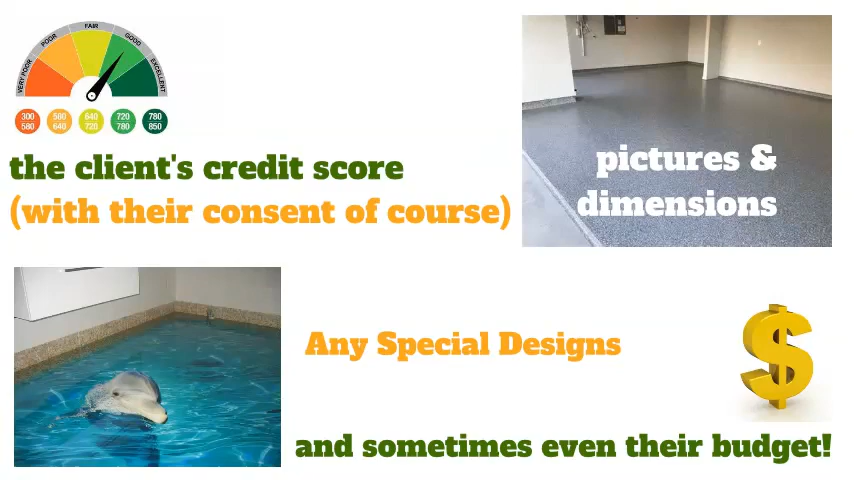 VERY POOR
POOR
FAIR
GOOD
EXCELLENT
300
580
580
640
640
720
720
780
780
850
the client's credit score
(with their consent of course)
pictures &
dimensions
Any Special Designs
$
and sometimes even their budget!